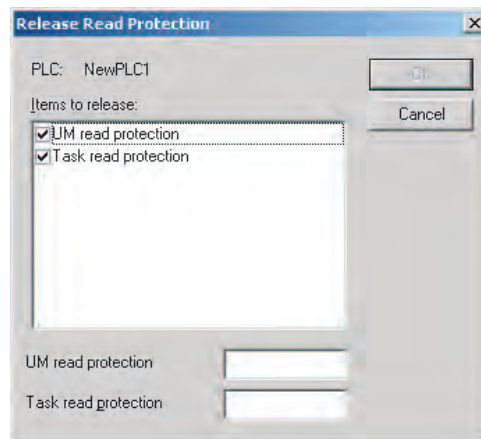 Release Read Protection
PLC: NewPLC1
OK
Items to release:
Cancel
UM read protection
Task read protection
UM read protection
Task read protection